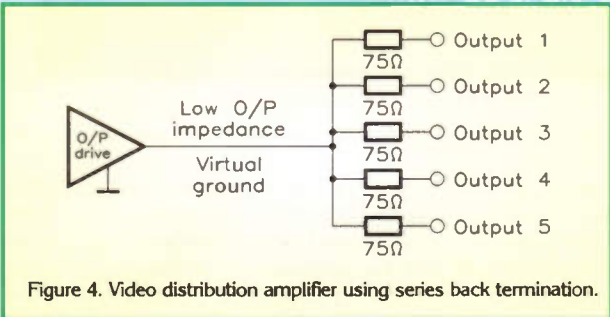 Output 1
75Ω
Output 2
75Ω
Low O/P
impedance
O/P
drive
Output 3
75Ω
Virtual
ground
Output 4
75Ω
Output 5
75Ω
Figure 4. Video distribution amplifier using series back termination.